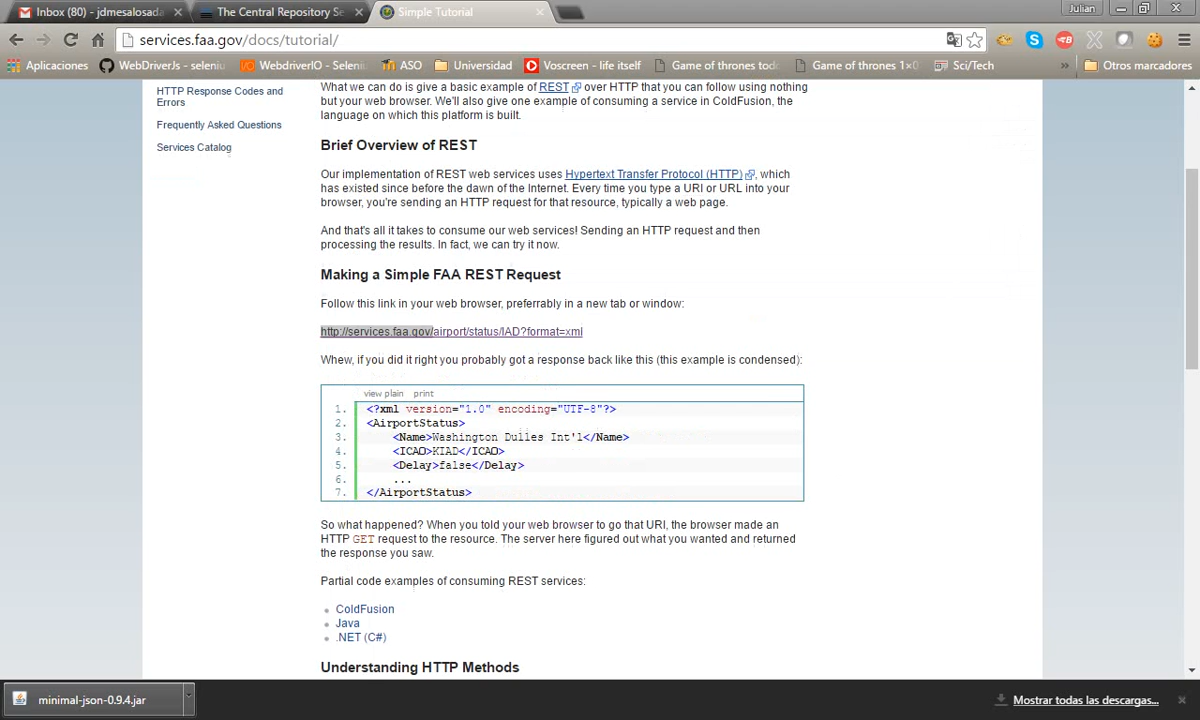 Inbox (80) - jdmesalosada
The Central Repository Se
Simple Tutorial
Julian
services.faa.gov/docs/tutorial/
Aplicaciones
WebDriverJs - seleniu
WebdriverIO - Seleniu
ASO
Universidad
Voscreen - life itself
Game of thrones todo
Game of thrones 1×0
Sci/Tech
»
Otros marcadores
HTTP Response Codes and
Errors
Frequently Asked Questions
Services Catalog
What we can do is give a basic example of REST over HTTP that you can follow using nothing
but your web browser. We'll also give one example of consuming a service in ColdFusion, the
language on which this platform is built.
Brief Overview of REST
Our implementation of REST web services uses Hypertext Transfer Protocol (HTTP), which
has existed since before the dawn of the Internet. Every time you type a URI or URL into your
browser, you're sending an HTTP request for that resource, typically a web page.
And that's all it takes to consume our web services! Sending an HTTP request and then
processing the results. In fact, we can try it now.
Making a Simple FAA REST Request
Follow this link in your web browser, preferrably in a new tab or window:
http://services.faa.gov/airport/status/IAD?format=xml
Whew, if you did it right you probably got a response back like this (this example is condensed):
view plain print
1. <?xml version="1.0" encoding="UTF-8"?>
2. <AirportStatus>
3. <Name>Washington Dulles Int'l</Name>
4. <ICAO>KIAD</ICAO>
5. <Delay>false</Delay>
6. ...
7. </AirportStatus>
So what happened? When you told your web browser to go that URI, the browser made an
HTTP GET request to the resource. The server here figured out what you wanted and returned
the response you saw.
Partial code examples of consuming REST services:
ColdFusion
Java
.NET (C#)
Understanding HTTP Methods
minimal-json-0.9.4.jar
Mostrar todas las descargas...